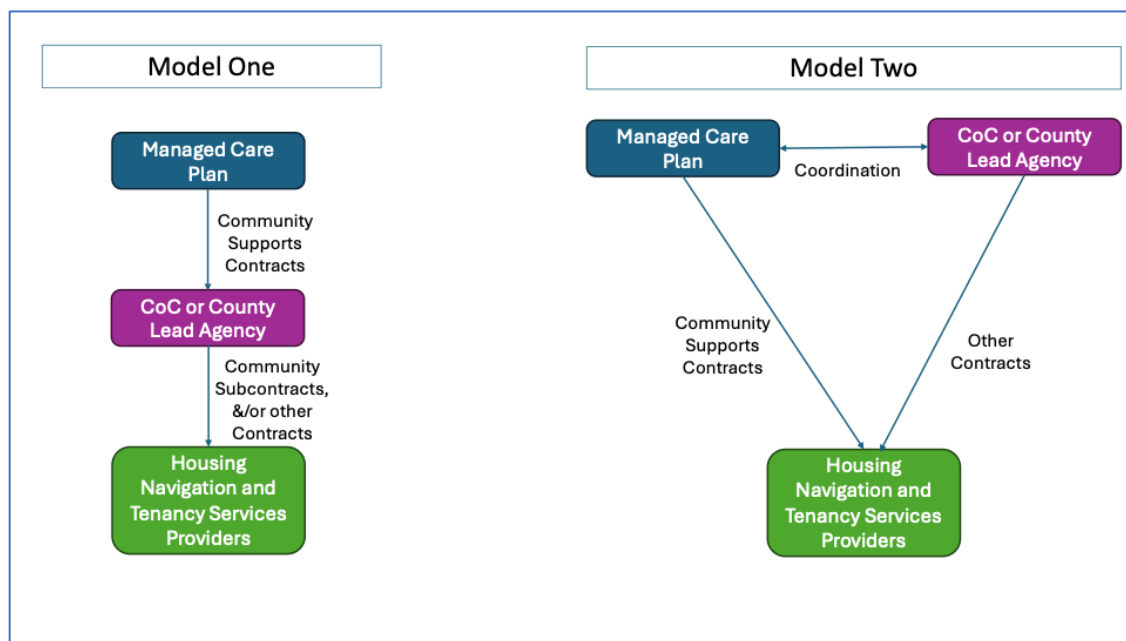 Model One
Managed Care
Plan
Community
Supports
Contracts
CoC or County
Lead Agency
Community
Subcontracts,
&/or other
Contracts
Housing
Navigation and
Tenancy Services
Providers
Model Two
Managed Care
Plan
Coordination
CoC or County
Lead Agency
Community
Supports
Contracts
Other
Contracts
Housing
Navigation and
Tenancy Services
Providers